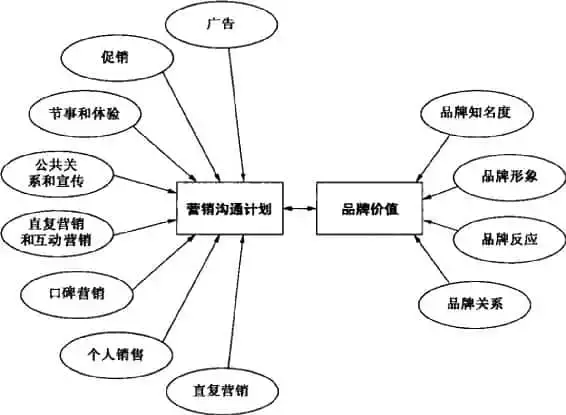 广告
促销
节事和体验
公共关
系和宣传
直复营销
和互动营销
口碑营销
个人销售
直复营销
营销沟通计划
品牌价值
品牌知名度
品牌形象
品牌反应
品牌关系